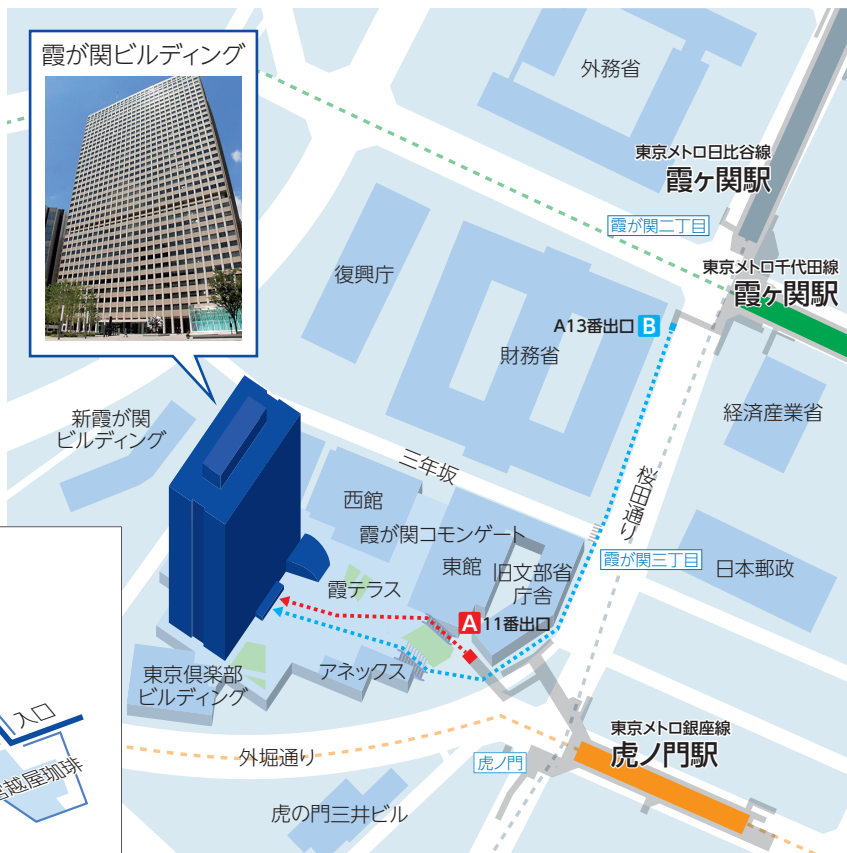 霞が関ビルディング
外務省
東京メトロ日比谷線
霞ヶ関駅
霞が関二丁目
東京メトロ千代田線
霞ヶ関駅
復興庁
A13番出口 B
財務省
経済産業省
新霞が関
ビルディング
三年坂
桜田通り
西館
霞が関コモンゲート
東館
旧文部省
庁舎
霞が関三丁目
日本郵政
霞テラス
A 11番出口
東京倶楽部
ビルディング
アネックス
入口
東京メトロ銀座線
虎ノ門駅
外堀通り
虎ノ門
越屋珈琲
虎の門三井ビル